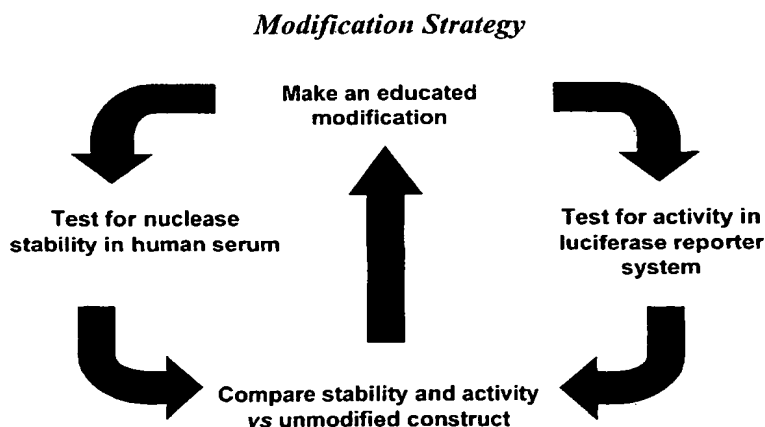 Modification Strategy
Make an educated
modification
Test for nuclease
stability in human serum
Test for activity in
luciferase reporter
system
Compare stability and activity
vs unmodified construct